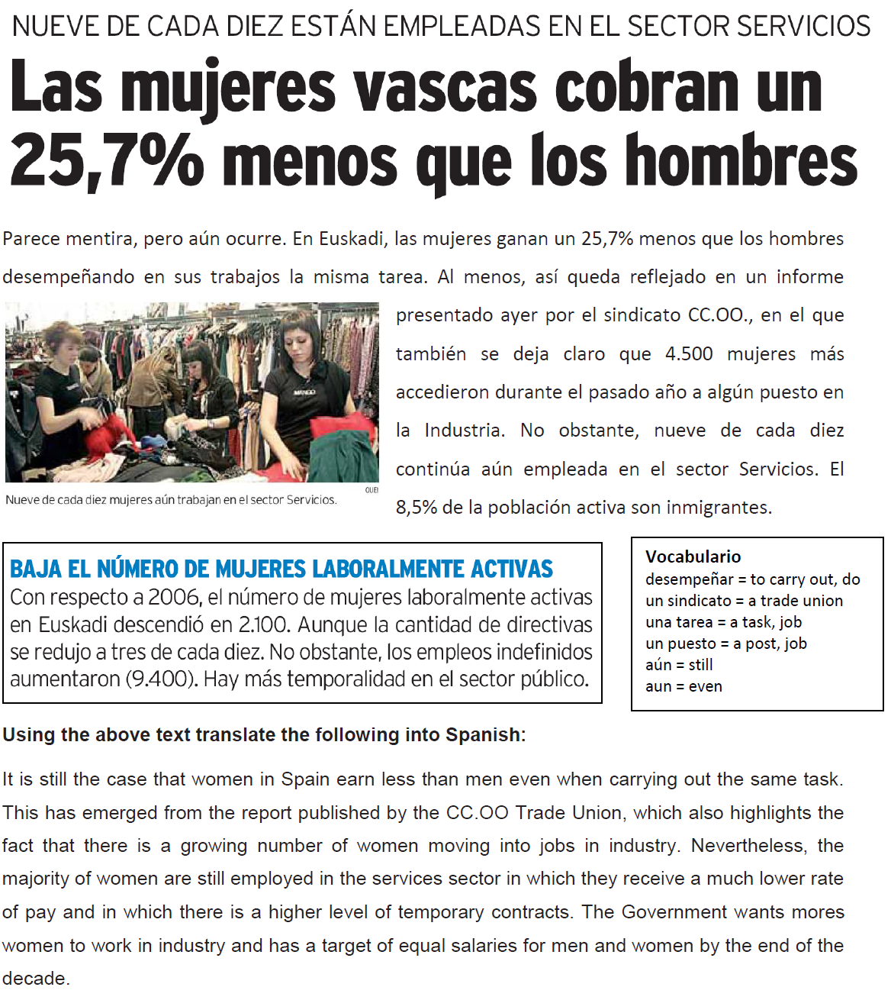 NUEVE DE CADA DIEZ ESTÁN EMPLEADAS EN EL SECTOR SERVICIOS
Las mujeres vascas cobran un
25,7% menos que los hombres
Parece mentira, pero aún ocurre. En Euskadi, las mujeres ganan un 25,7% menos que los hombres
desempeñando en sus trabajos la misma tarea. Al menos, así queda reflejado en un informe
presentado ayer por el sindicato CC.OO., en el que
también se deja claro que 4.500 mujeres más
accedieron durante el pasado año a algún puesto en
la Industria. No obstante, nueve de cada diez
continúa aún empleada en el sector Servicios. El
8,5% de la población activa son inmigrantes.
MANGO
QUE!
Nueve de cada diez mujeres aún trabajan en el sector Servicios.
BAJA EL NÚMERO DE MUJERES LABORALMENTE ACTIVAS
Con respecto a 2006, el número de mujeres laboralmente activas
en Euskadi descendió en 2.100. Aunque la cantidad de directivas
se redujo a tres de cada diez. No obstante, los empleos indefinidos
aumentaron (9.400). Hay más temporalidad en el sector público.
Vocabulario
desempeñar = to carry out, do
un sindicato = a trade union
una tarea = a task, job
un puesto = a post, job
aún = still
aun = even
Using the above text translate the following into Spanish:
It is still the case that women in Spain earn less than men even when carrying out the same task.
This has emerged from the report published by the CC.OO Trade Union, which also highlights the
fact that there is a growing number of women moving into jobs in industry. Nevertheless, the
majority of women are still employed in the services sector in which they receive a much lower rate
of pay and in which there is a higher level of temporary contracts. The Government wants mores
women to work in industry and has a target of equal salaries for men and women by the end of the
decade.